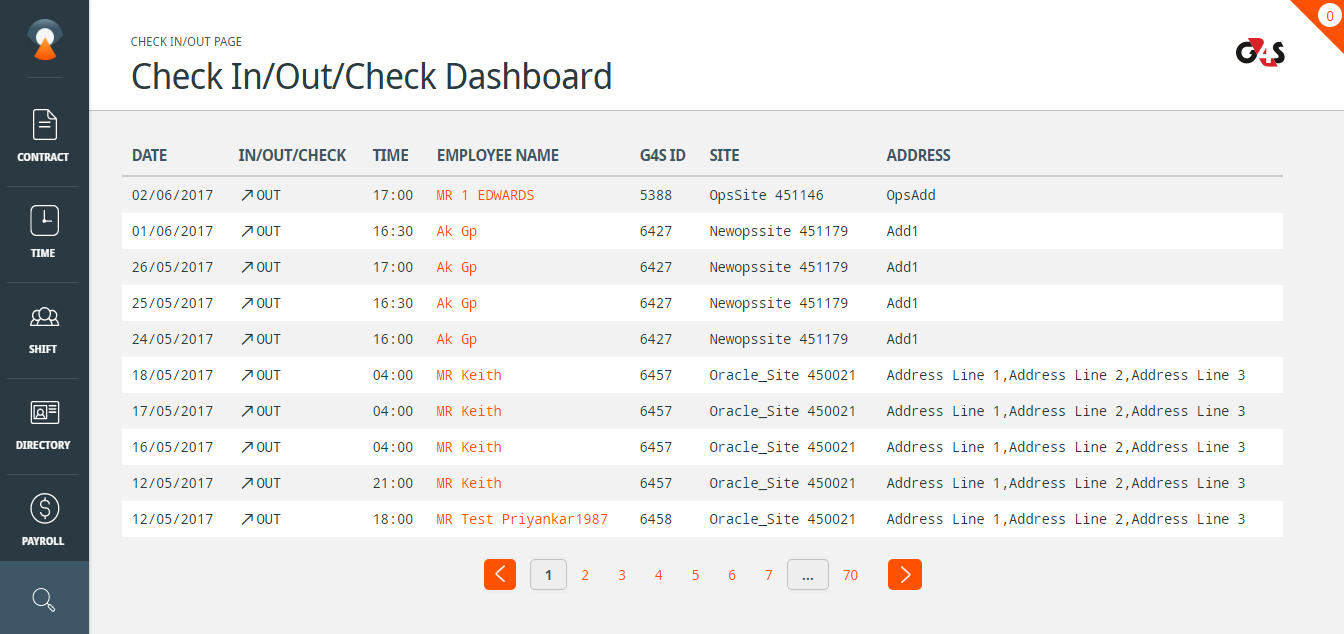 0
CHECK IN/OUT PAGE
G4S
Check In/Out/Check Dashboard
CONTRACT
TIME
SHIFT
DIRECTORY
PAYROLL
DATE IN/OUT/CHECK TIME EMPLOYEE NAME G4S ID SITE ADDRESS
02/06/2017 OUT 17:00 MR 1 EDWARDS 5388 OpsSite 451146 OpsAdd
01/06/2017 OUT 16:30 Ak Gp 6427 Newopssite 451179 Add1
26/05/2017 OUT 17:00 Ak Gp 6427 Newopssite 451179 Add1
25/05/2017 OUT 16:30 Ak Gp 6427 Newopssite 451179 Add1
24/05/2017 OUT 16:00 Ak Gp 6427 Newopssite 451179 Add1
18/05/2017 OUT 04:00 MR Keith 6457 Oracle_Site 450021 Address Line 1,Address Line 2,Address Line 3
17/05/2017 OUT 04:00 MR Keith 6457 Oracle_Site 450021 Address Line 1,Address Line 2,Address Line 3
16/05/2017 OUT 04:00 MR Keith 6457 Oracle_Site 450021 Address Line 1,Address Line 2,Address Line 3
12/05/2017 OUT 21:00 MR Keith 6457 Oracle_Site 450021 Address Line 1,Address Line 2,Address Line 3
12/05/2017 OUT 18:00 MR Test Priyankar1987 6458 Oracle_Site 450021 Address Line 1,Address Line 2,Address Line 3
1 2 3 4 5 6 7 ... 70